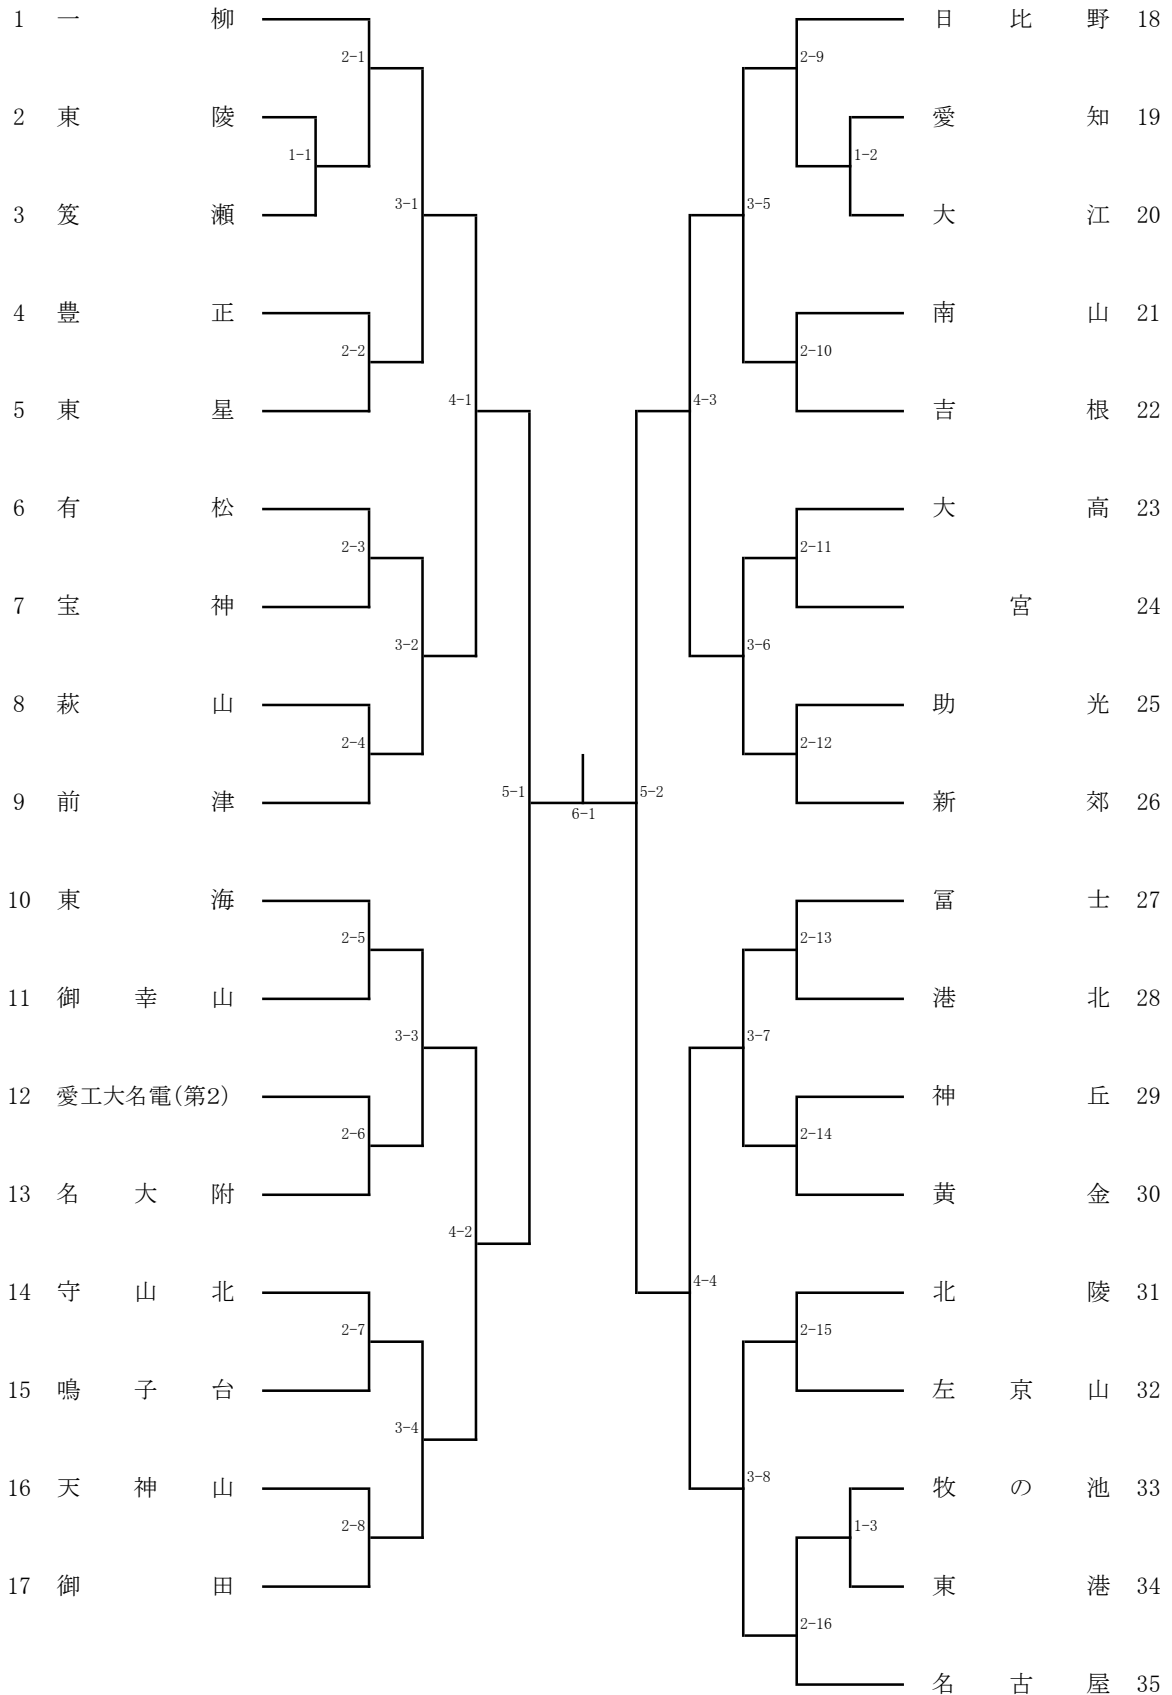 1 一柳
2-1
2 東陵
1-1
3 笈瀬
3-1
4 豊正
2-2
5 東星
4-1
6 有松
2-3
7 宝神
3-2
8 萩山
2-4
9 前津
5-1
10 東海
2-5
11 御幸山
3-3
12 愛工大名電(第2)
2-6
13 名大附
4-2
14 守山北
2-7
15 鳴子台
3-4
16 天神山
2-8
17 御田
6-1
日比野 18
2-9
愛知 19
1-2
大江 20
3-5
南山 21
2-10
吉根 22
4-3
大高 23
2-11
宮 24
3-6
助光 25
2-12
新郊 26
5-2
冨士 27
2-13
港北 28
3-7
神丘 29
2-14
黄金 30
4-4
北陵 31
2-15
左京山 32
3-8
牧の池 33
1-3
東港 34
2-16
名古屋 35